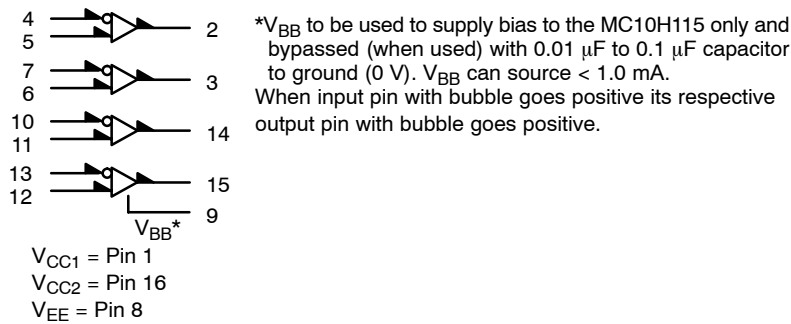 4
5
2
7
6
3
10
11
14
13
12
15
9
VBB*
VCC1 = Pin 1
VCC2 = Pin 16
VEE = Pin 8
*VBB to be used to supply bias to the MC10H115 only and
bypassed (when used) with 0.01 μF to 0.1 μF capacitor
to ground (0 V). VBB can source < 1.0 mA.
When input pin with bubble goes positive its respective
output pin with bubble goes positive.